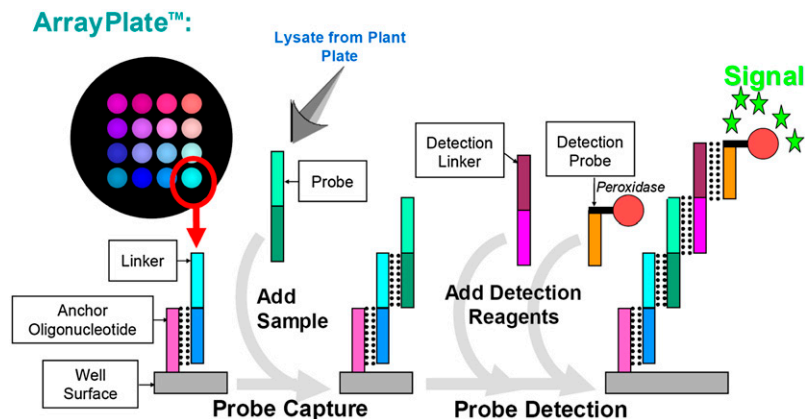 ArrayPlate™:
Lysate from Plant
Plate
Signal
Detection
Linker
Detection
Probe
Probe
Peroxidase
Linker
Add
Sample
Add Detection
Reagents
Anchor
Oligonucleotide
Well
Surface
Probe Capture
Probe Detection